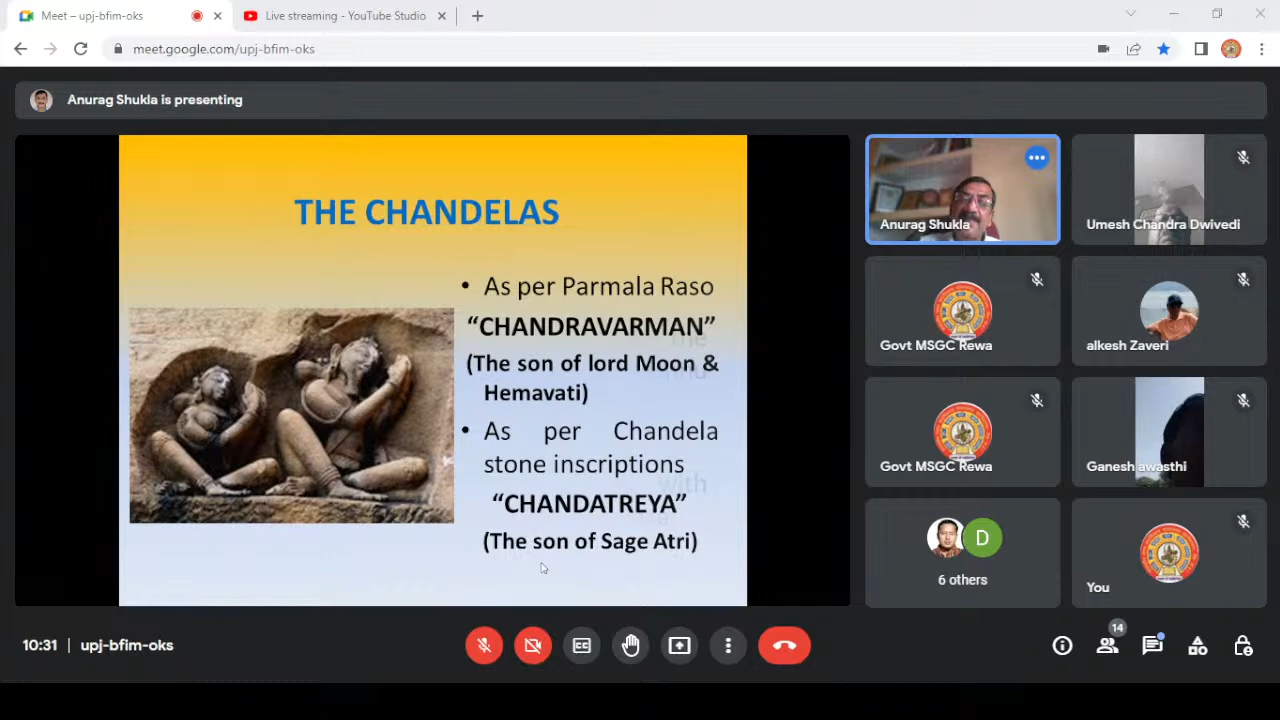 Meet – upj-bfim-oks
Live streaming - YouTube Studio
meet.google.com/upj-bfim-oks
Anurag Shukla is presenting
THE CHANDELAS
• As per Parmala Raso
“CHANDRAVARMAN”
(The son of lord Moon &
Hemavati)
• As per Chandela
stone inscriptions
“CHANDATREYA”
(The son of Sage Atri)
with
Anurag Shukla
Umesh Chandra Dwivedi
Govt MSGC Rewa
alkesh Zaveri
Govt MSGC Rewa
Ganesh awasthi
D
6 others
You
10:31 | upj-bfim-oks
CC
14